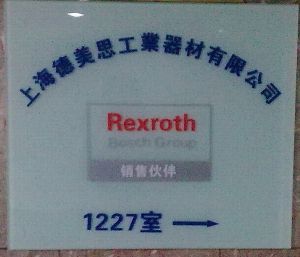 上海德美思工業器材有限公司
Rexroth
Bosch Group
销售伙伴
1227室 →